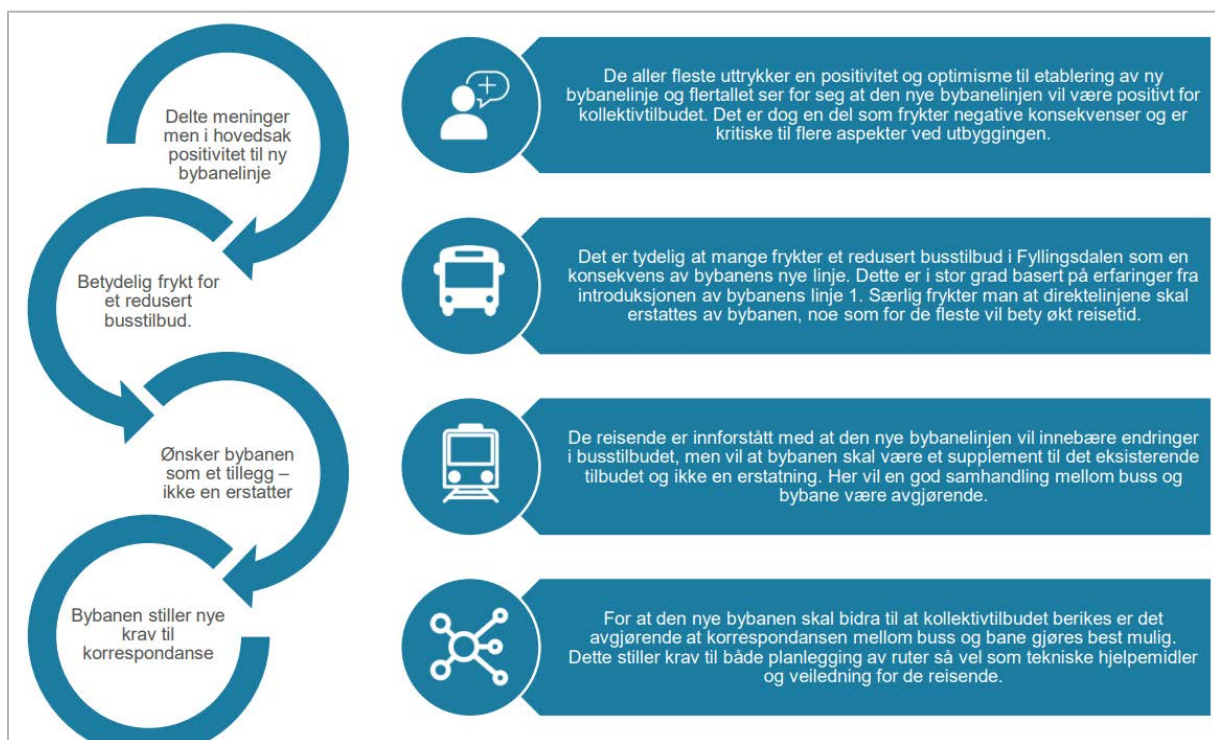 Delte meninger
men i hovedsak
positivitet til ny
bybanelinje
De aller fleste uttrykker en positivitet og optimisme til etablering av ny
bybanelinje og flertallet ser for seg at den nye bybanelinjen vil være positivt for
kollektivtilbudet. Det er dog en del som frykter negative konsekvenser og er
kritiske til flere aspekter ved utbyggingen.
Betydelig frykt for
et redusert
busstilbud.
Det er tydelig at mange frykter et redusert busstilbud i Fyllingsdalen som en
konsekvens av bybanens nye linje. Dette er i stor grad basert på erfaringer fra
introduksjonen av bybanens linje 1. Særlig frykter man at direktelinjene skal
erstattes av bybanen, noe som for de fleste vil bety økt reisetid.
Ønsker bybanen
som et tillegg –
ikke en erstatter
De reisende er innforstått med at den nye bybanelinjen vil innebære endringer
i busstilbudet, men vil at bybanen skal være et supplement til det eksisterende
tilbudet og ikke en erstatning. Her vil en god samhandling mellom buss og
bybane være avgjørende.
Bybanen stiller nye
krav til
korrespondanse
For at den nye bybanen skal bidra til at kollektivtilbudet berikes er det
avgjørende at korrespondansen mellom buss og bane gjøres best mulig.
Dette stiller krav til både planlegging av ruter så vel som tekniske hjelpemidler
og veiledning for de reisende.